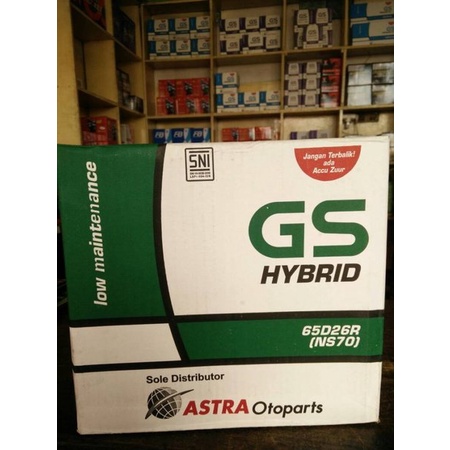 SNI
Jangan Terbalik!
ada
Accu Zuur
low maintenance
GS
HYBRID
65D26R
(NS70)
Sole Distributor
ASTRA Otoparts